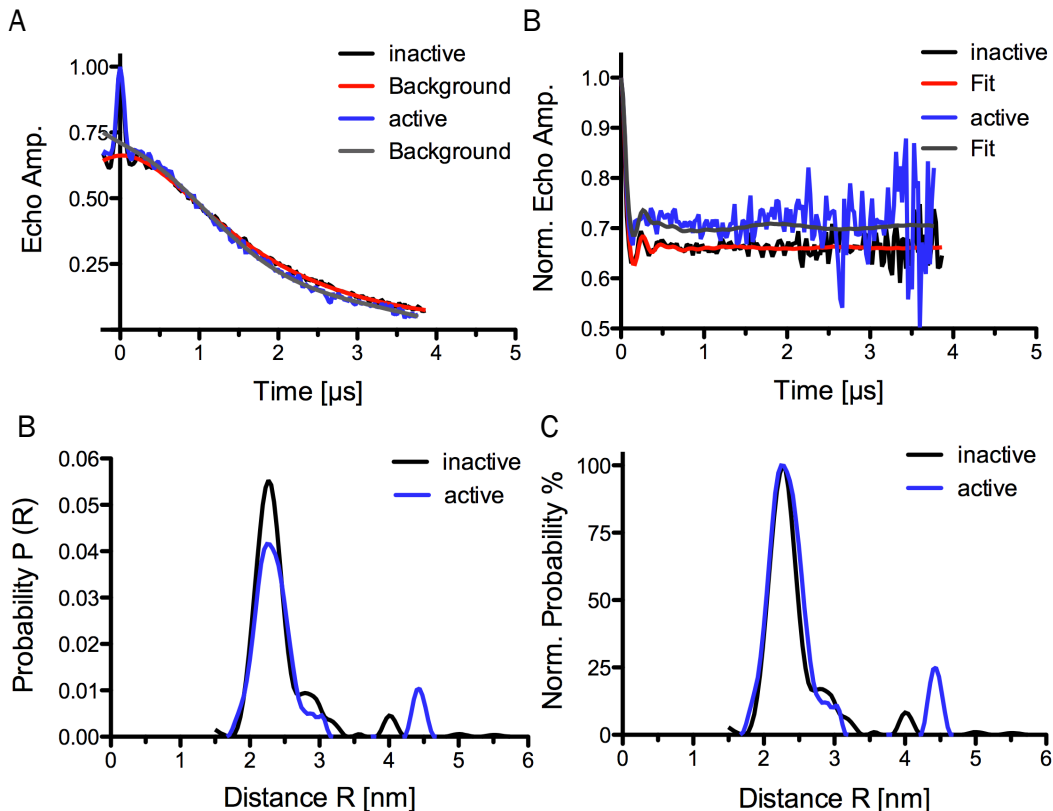 A
inactive
Background
active
Background
1.00
0.75
0.50
0.25
0 1 2 3 4 5
Echo Amp.
Time [µs]
B
inactive
Fit
active
Fit
1.0
0.9
0.8
0.7
0.6
0.5
0 1 2 3 4 5
Norm. Echo Amp.
Time [µs]
B
inactive
active
0.06
0.05
0.04
0.03
0.02
0.01
0.00
0 1 2 3 4 5 6
Probability P (R)
Distance R [nm]
C
inactive
active
100
75
50
25
0
0 1 2 3 4 5 6
Norm. Probability %
Distance R [nm]